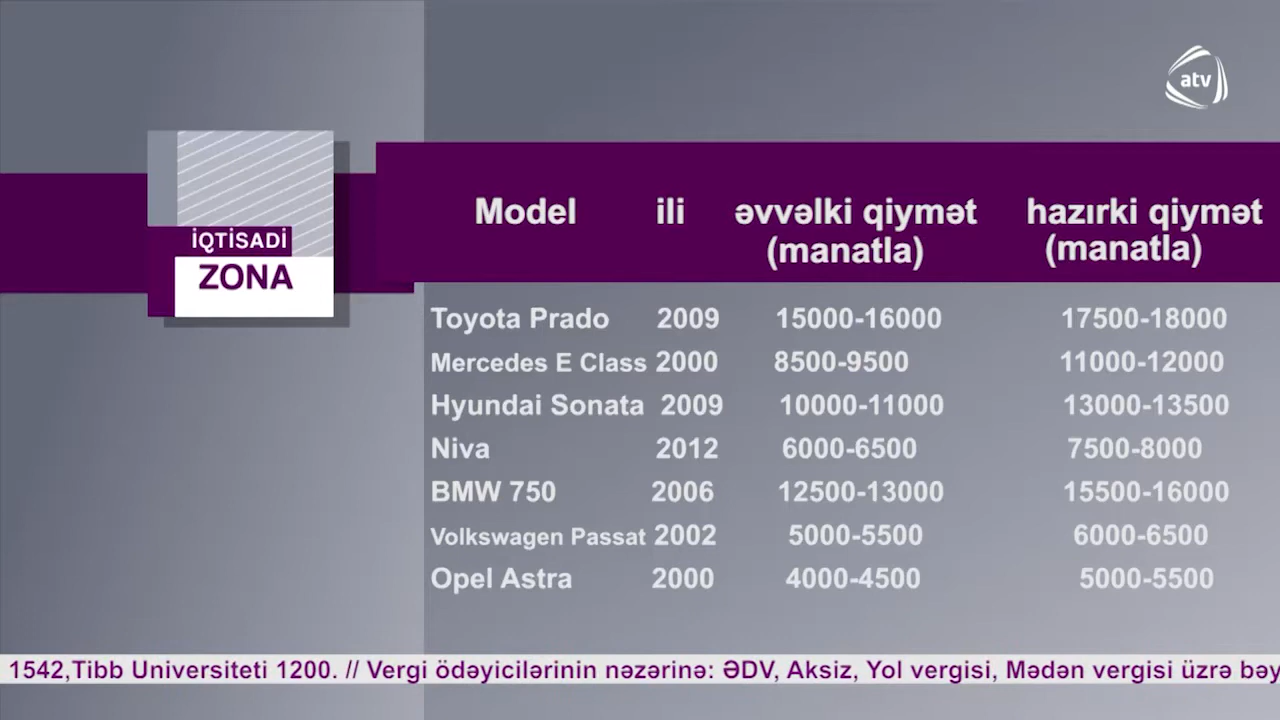 atv
Model ili əvvəlki qiymət (manatla) hazırki qiymət (manatla)
İQTİSADİ
ZONA
Toyota Prado 2009 15000-16000 17500-18000
Mercedes E Class 2000 8500-9500 11000-12000
Hyundai Sonata 2009 10000-11000 13000-13500
Niva 2012 6000-6500 7500-8000
BMW 750 2006 12500-13000 15500-16000
Volkswagen Passat 2002 5000-5500 6000-6500
Opel Astra 2000 4000-4500 5000-5500
1542,Tibb Universiteti 1200. // Vergi ödəyicilərinin nəzərinə: ƏDV, Aksiz, Yol vergisi, Mədən vergisi üzrə bəy